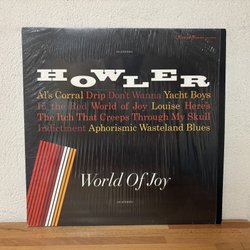 HOWLER
Al's Corral Drip Don't Wanna Yacht Boys
In the Red World of Joy Louise Here's
The Itch That Creeps Through My Skull
Indictment Aphorismic Wasteland Blues
World Of Joy